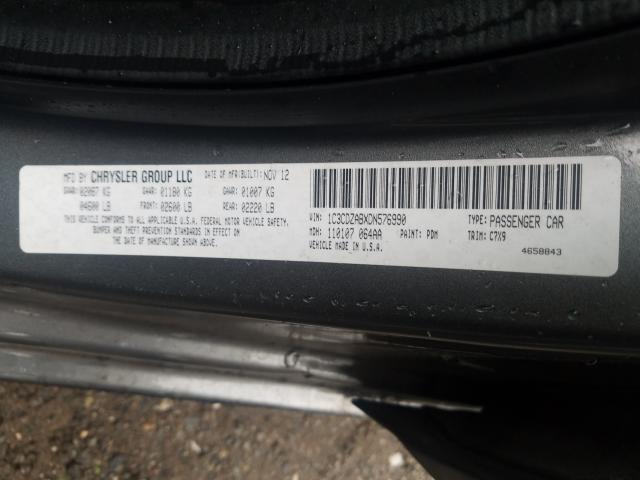 MFD BY CHRYSLER GROUP LLC DATE OF MFR(BUILT): NOV 12
GVWR: 02087 KG GAWR: 01180 KG GAWR: 01007 KG
04600 LB FRONT: 02600 LB REAR: 02220 LB
THIS VEHICLE CONFORMS TO ALL APPLICABLE U.S.A. FEDERAL MOTOR VEHICLE SAFETY,
BUMPER AND THEFT PREVENTION STANDARDS IN EFFECT ON
THE DATE OF MANUFACTURE SHOWN ABOVE.
VIN: 1C3CDZABXDN576990 TYPE: PASSENGER CAR
MDH: 110107 064AA PAINT: PDM TRIM: C7X9
VEHICLE MADE IN U.S.A.
4658843